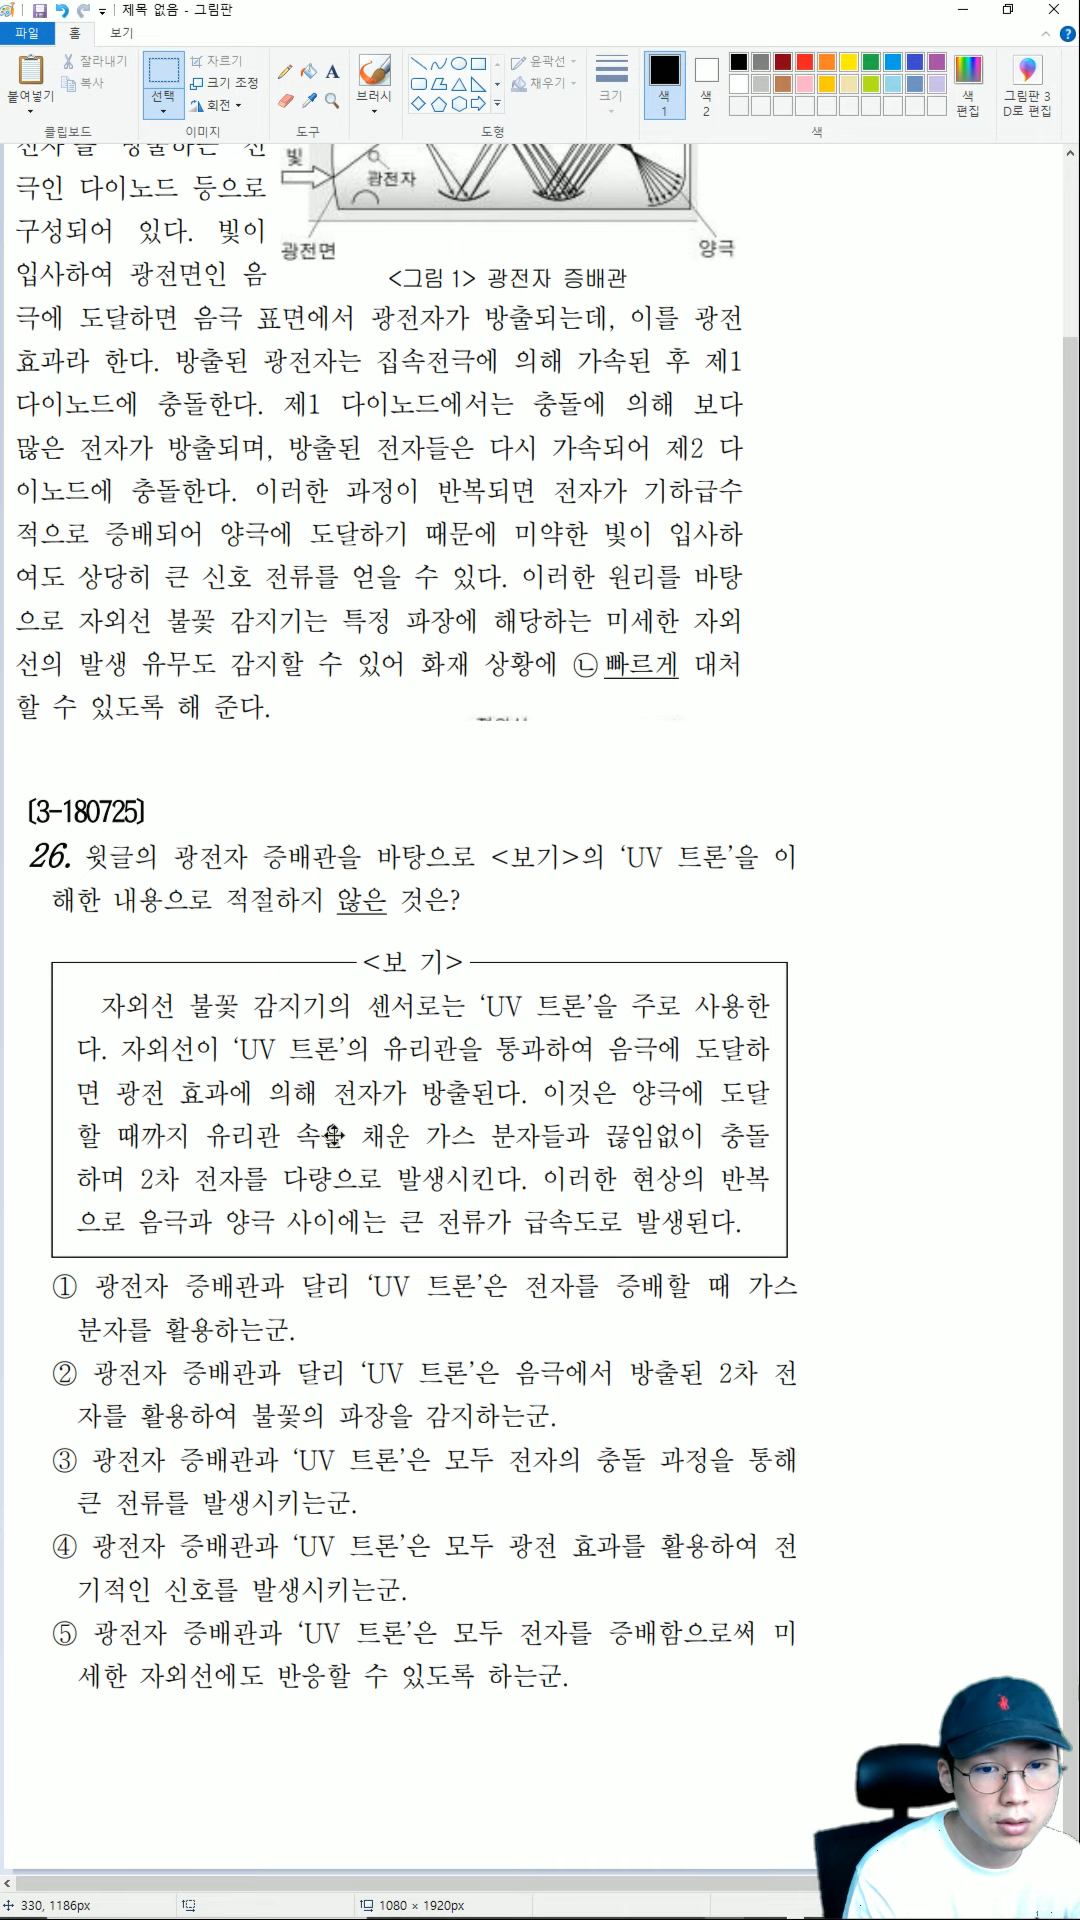 제목 없음 - 그림판
파일 홈 보기
붙여넣기
잘라내기
복사
클립보드
선택
자르기
크기 조정
회전
이미지
도구
브러시
윤곽선
채우기
도형
크기
색 1
색 2
색 편집
색
그림판 3D로 편집
빛
광전자
광전면
양극
극인 다이노드 등으로
구성되어 있다. 빛이
입사하여 광전면인 음
<그림 1> 광전자 증배관
극에 도달하면 음극 표면에서 광전자가 방출되는데, 이를 광전
효과라 한다. 방출된 광전자는 집속전극에 의해 가속된 후 제1
다이노드에 충돌한다. 제1 다이노드에서는 충돌에 의해 보다
많은 전자가 방출되며, 방출된 전자들은 다시 가속되어 제2 다
이노드에 충돌한다. 이러한 과정이 반복되면 전자가 기하급수
적으로 증배되어 양극에 도달하기 때문에 미약한 빛이 입사하
여도 상당히 큰 신호 전류를 얻을 수 있다. 이러한 원리를 바탕
으로 자외선 불꽃 감지기는 특정 파장에 해당하는 미세한 자외
선의 발생 유무도 감지할 수 있어 화재 상황에 ㉡빠르게 대처
할 수 있도록 해 준다.
[3-180725]
26. 윗글의 광전자 증배관을 바탕으로 <보기>의 ‘UV 트론’을 이
해한 내용으로 적절하지 않은 것은?
<보 기>
자외선 불꽃 감지기의 센서로는 ‘UV 트론’을 주로 사용한
다. 자외선이 ‘UV 트론’의 유리관을 통과하여 음극에 도달하
면 광전 효과에 의해 전자가 방출된다. 이것은 양극에 도달
할 때까지 유리관 속을 채운 가스 분자들과 끊임없이 충돌
하며 2차 전자를 다량으로 발생시킨다. 이러한 현상의 반복
으로 음극과 양극 사이에는 큰 전류가 급속도로 발생된다.
① 광전자 증배관과 달리 ‘UV 트론’은 전자를 증배할 때 가스
분자를 활용하는군.
② 광전자 증배관과 달리 ‘UV 트론’은 음극에서 방출된 2차 전
자를 활용하여 불꽃의 파장을 감지하는군.
③ 광전자 증배관과 ‘UV 트론’은 모두 전자의 충돌 과정을 통해
큰 전류를 발생시키는군.
④ 광전자 증배관과 ‘UV 트론’은 모두 광전 효과를 활용하여 전
기적인 신호를 발생시키는군.
⑤ 광전자 증배관과 ‘UV 트론’은 모두 전자를 증배함으로써 미
세한 자외선에도 반응할 수 있도록 하는군.
330, 1186px
1080 × 1920px